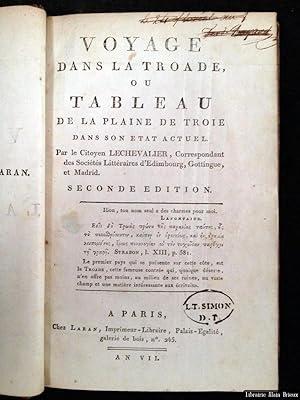 VOYAGE
DANS LA TROADE,
OU
TABLEAU
DE LA PLAINE DE TROIE
DANS SON ETAT ACTUEL.
Par le Citoyen LECHEVALIER, Correspondant
des Sociétés Littéraires d'Edimbourg, Gottingue,
et Madrid.
SECONDE EDITION.
Ilion, ton nom seul a des charmes pour moi.
LAFONTAINE.
STRABON, l. XIII, p. 581.
Le premier pays qui se présente sur cette côte, est
la TROADE, cette fameuse contrée qui, quoique déserte,
n'en offre pas moins, au milieu de ses ruines, un vaste
champ et une matière intéressante aux écrivains.
LT. SIMON
D. T.
A PARIS,
Chez LARAN, Imprimeur-Libraire, Palais-Egalité,
galerie de bois, nº. 245.
AN VII.
ARAN.
Librairie Alain Brieux